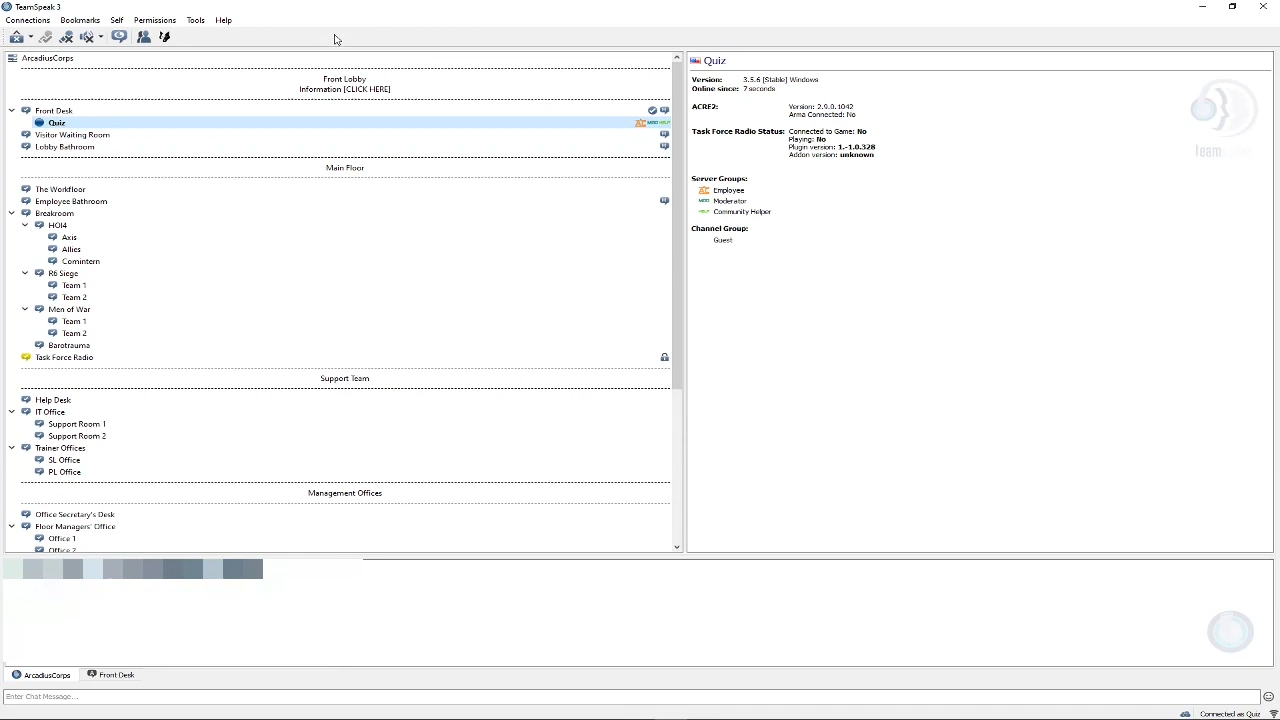 TeamSpeak 3
Connections Bookmarks Self Permissions Tools Help
ArcadiusCorps
Front Lobby
Information [CLICK HERE]
Front Desk
Quiz
Visitor Waiting Room
Lobby Bathroom
Main Floor
The Workfloor
Employee Bathroom
Breakroom
HOI4
Axis
Allies
Comintern
R6 Siege
Team 1
Team 2
Men of War
Team 1
Team 2
Barotrauma
Task Force Radio
Support Team
Help Desk
IT Office
Support Room 1
Support Room 2
Trainer Offices
SL Office
PL Office
Management Offices
Office Secretary's Desk
Floor Managers' Office
Office 1
Office 2
Quiz
Version: 3.5.6 [Stable] Windows
Online since: 7 seconds
ACRE2: Version: 2.9.0.1042
Arma Connected: No
Task Force Radio Status: Connected to Game: No
Playing: No
Plugin version: 1.-1.0.328
Addon version: unknown
Server Groups:
AC Employee
MOD Moderator
HELP Community Helper
Channel Group:
Guest
ArcadiusCorps Front Desk
Enter Chat Message...
Connected as Quiz